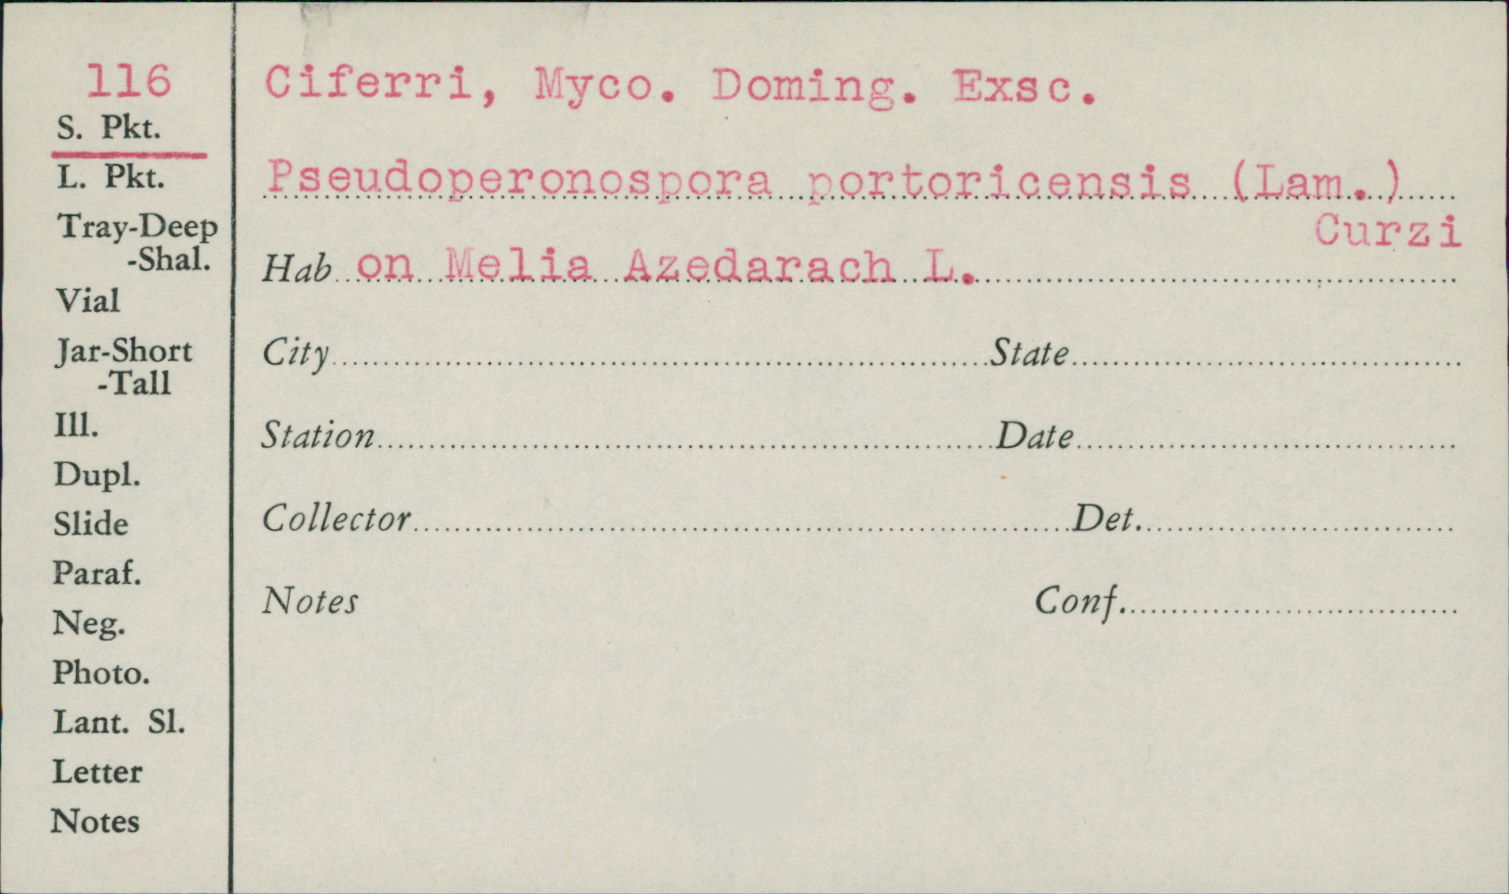 116
S. Pkt.
L. Pkt.
Tray-Deep
-Shal.
Vial
Jar-Short
-Tall
Ill.
Dupl.
Slide
Paraf.
Neg.
Photo.
Lant. Sl.
Letter
Notes
Ciferri, Myco. Doming. Exsc.
Pseudoperonospora portoricensis (Lam.)
Curzi
Hab on Melia Azedarach L.
City State
Station Date
Collector Det.
Notes Conf.